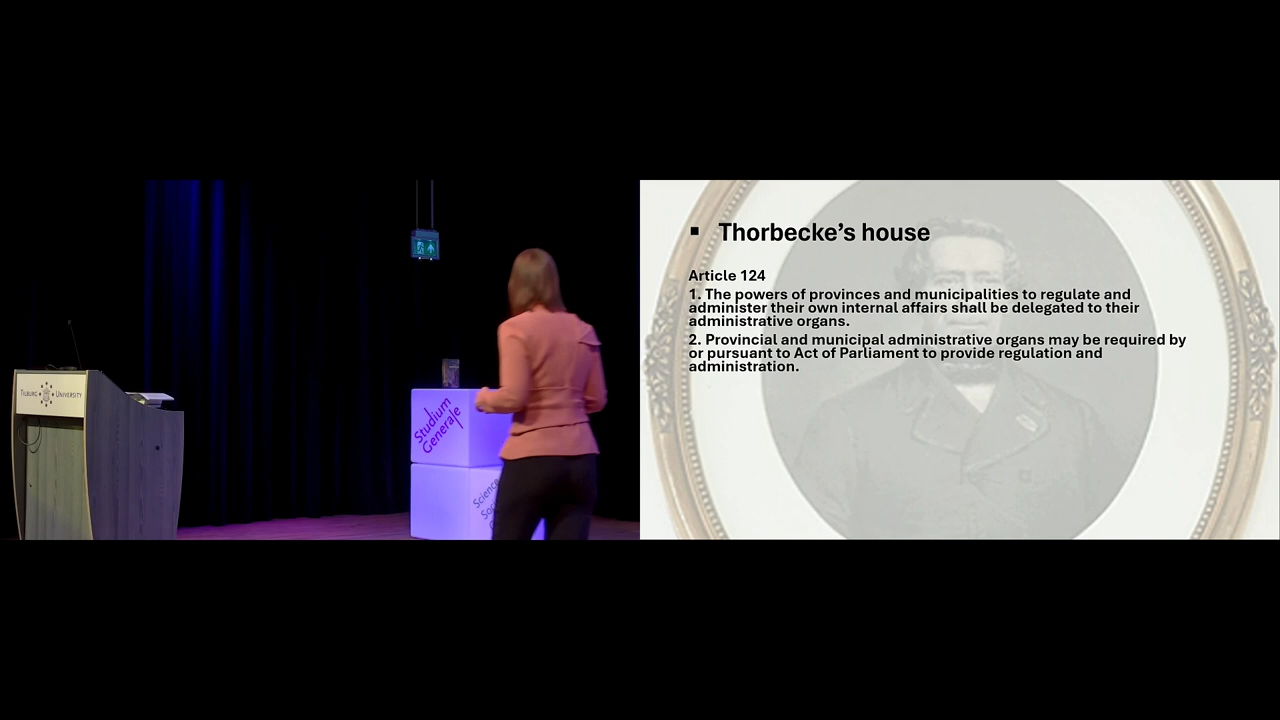 TILBURG UNIVERSITY
Studium
Generale
Science
▪ Thorbecke’s house
Article 124
1. The powers of provinces and municipalities to regulate and
administer their own internal affairs shall be delegated to their
administrative organs.
2. Provincial and municipal administrative organs may be required by
or pursuant to Act of Parliament to provide regulation and
administration.